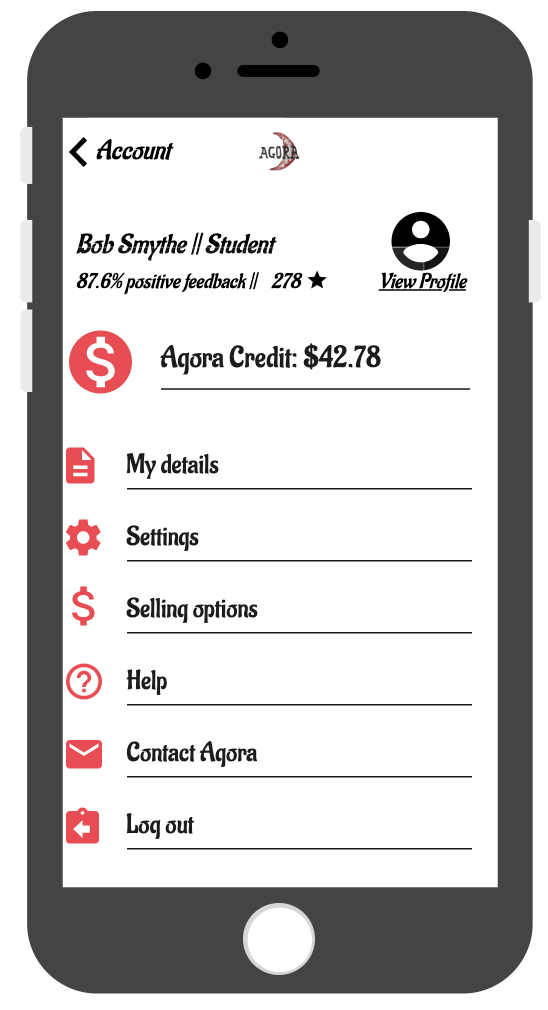 Account
AGORA
Bob Smythe || Student
87.6% positive feedback || 278 ★
View Profile
Agora Credit: $42.78
My details
Settings
Selling options
Help
Contact Agora
Log out